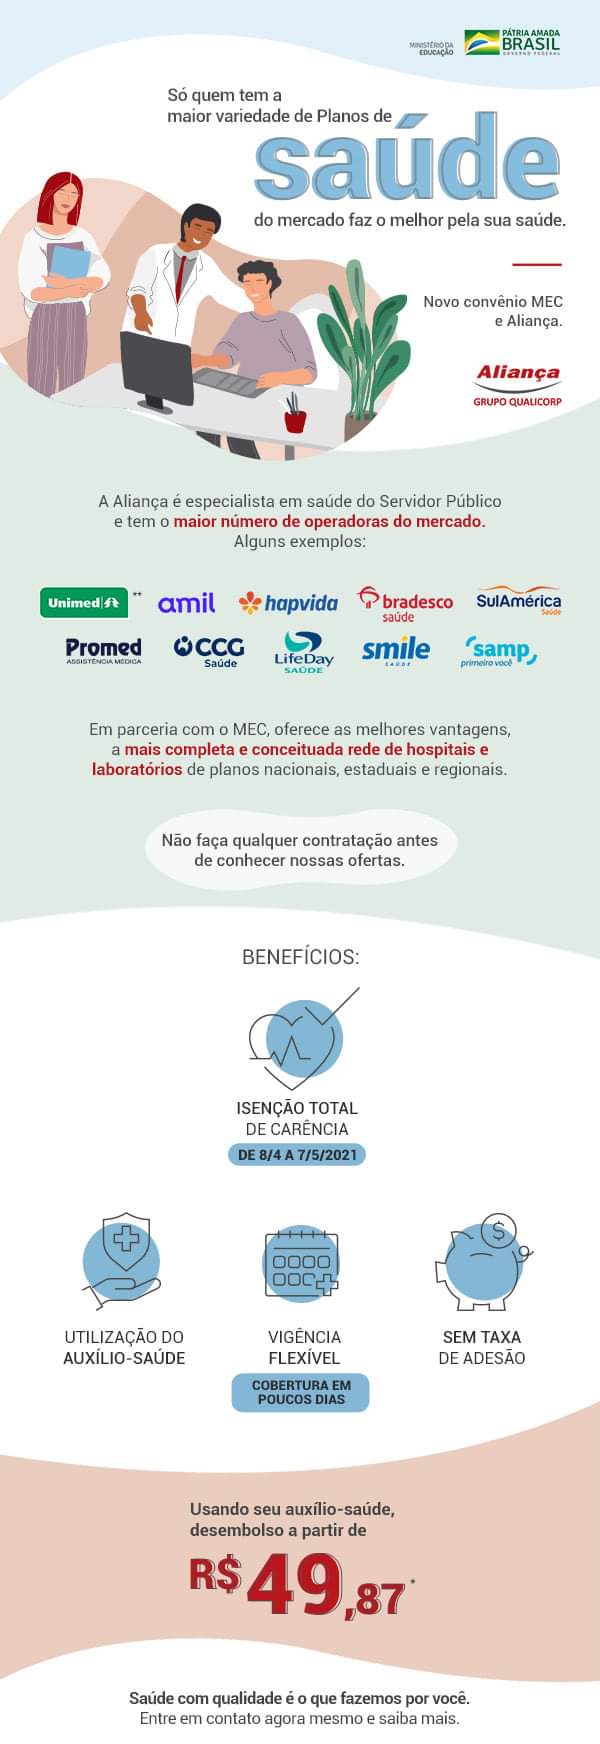 MINISTÉRIO DA
EDUCAÇÃO
PÁTRIA AMADA
BRASIL
GOVERNO FEDERAL
Só quem tem a
maior variedade de Planos de
saúde
do mercado faz o melhor pela sua saúde.
Novo convênio MEC
e Aliança.
Aliança
GRUPO QUALICORP
A Aliança é especialista em saúde do Servidor Público
e tem o maior número de operadoras do mercado.
Alguns exemplos:
Unimed ** amil hapvida bradesco saúde SulAmérica Saúde
Promed ASSISTÊNCIA MÉDICA CCG Saúde LifeDay SAÚDE smile SAÚDE samp primeiro você
Em parceria com o MEC, oferece as melhores vantagens,
a mais completa e conceituada rede de hospitais e
laboratórios de planos nacionais, estaduais e regionais.
Não faça qualquer contratação antes
de conhecer nossas ofertas.
BENEFÍCIOS:
ISENÇÃO TOTAL
DE CARÊNCIA
DE 8/4 A 7/5/2021
$
UTILIZAÇÃO DO
AUXÍLIO-SAÚDE
VIGÊNCIA
FLEXÍVEL
COBERTURA EM
POUCOS DIAS
SEM TAXA
DE ADESÃO
Usando seu auxílio-saúde,
desembolso a partir de
R$ 49,87*
Saúde com qualidade é o que fazemos por você.
Entre em contato agora mesmo e saiba mais.